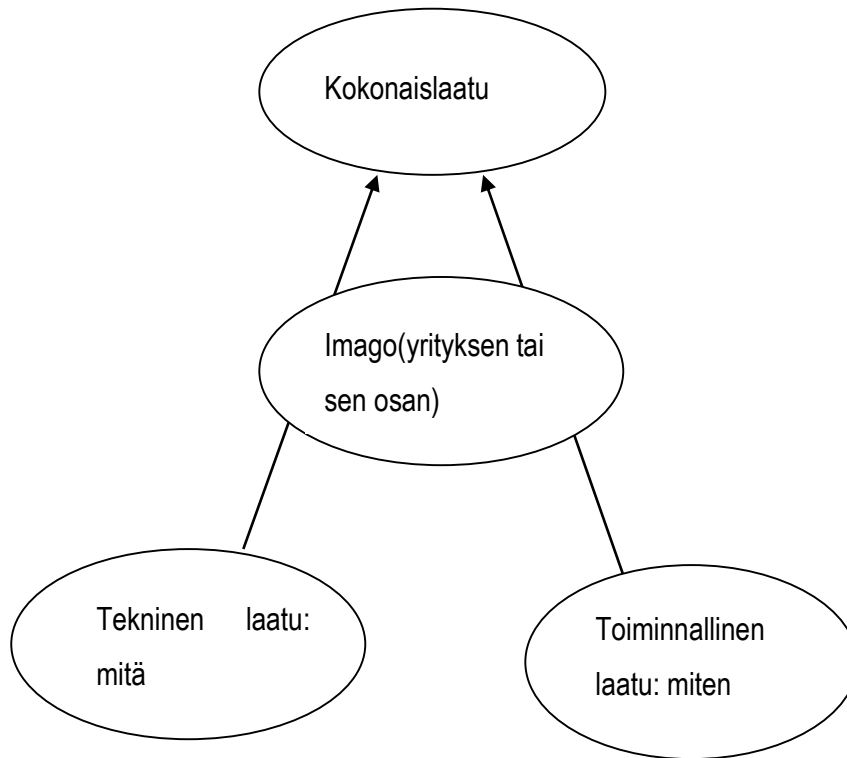 Kokonaislaatu
Imago(yrityksen tai
sen osan)
Tekninen laatu:
mitä
Toiminnallinen
laatu: miten